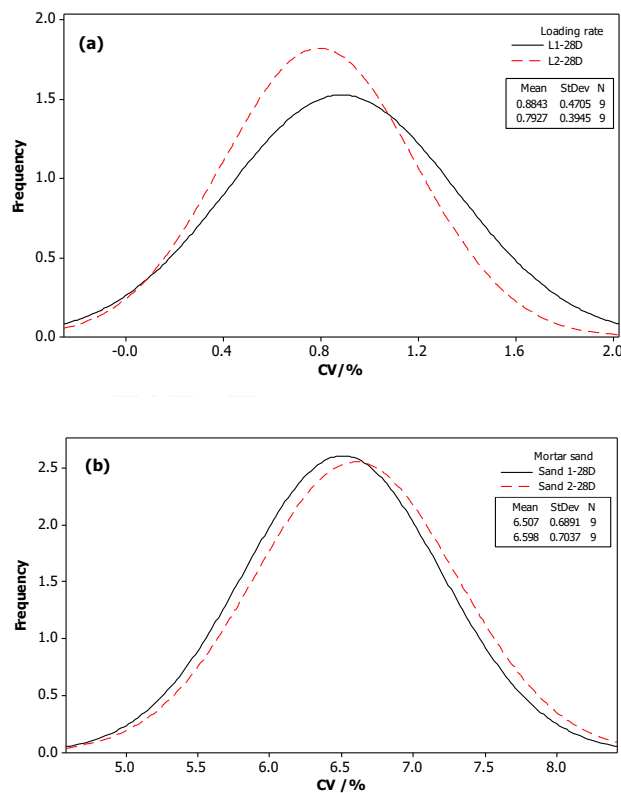 (a)
Loading rate
L1-28D
L2-28D
Mean StDev N
0.8843 0.4705 9
0.7927 0.3945 9
Frequency
2.0
1.5
1.0
0.5
0.0
-0.0 0.4 0.8 1.2 1.6 2.0
CV/%
(b)
Mortar sand
Sand 1-28D
Sand 2-28D
Mean StDev N
6.507 0.6891 9
6.598 0.7037 9
Frequency
2.5
2.0
1.5
1.0
0.5
0.0
5.0 5.5 6.0 6.5 7.0 7.5 8.0
CV /%